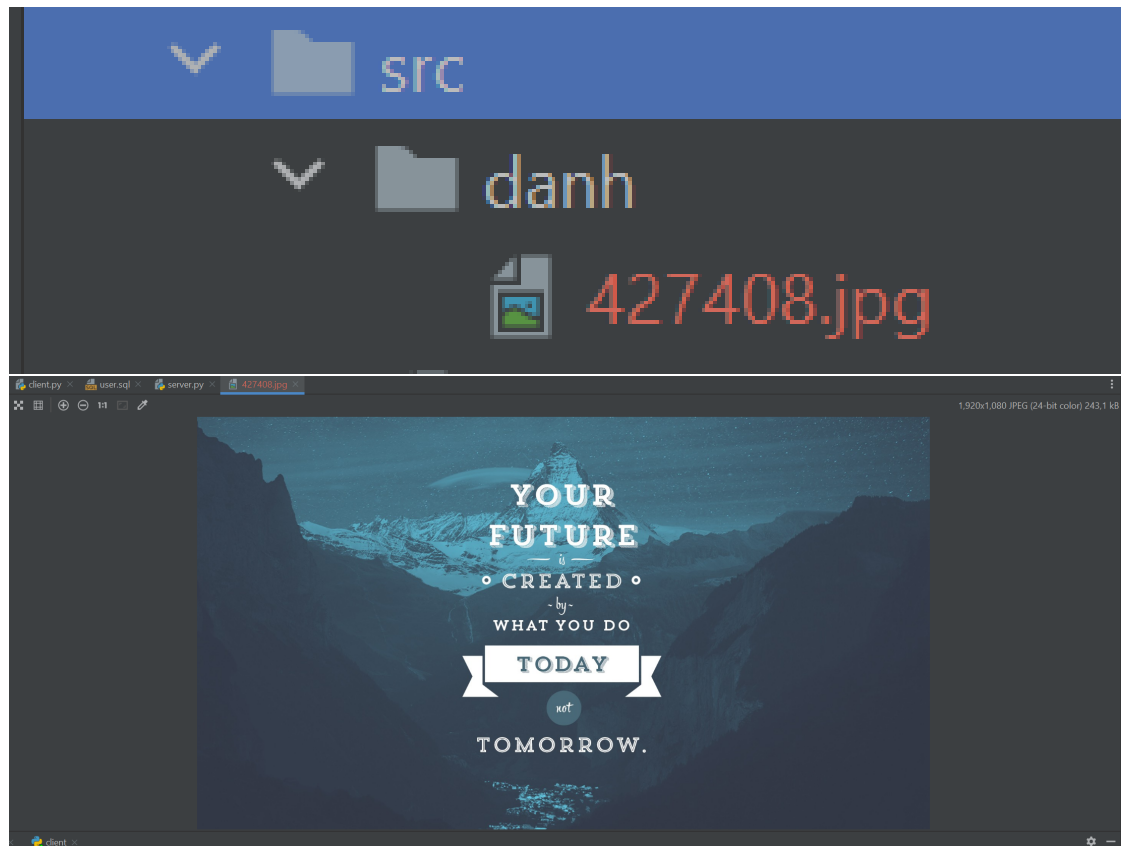 src
danh
427408.jpg
client.py
user.sql
server.py
427408.jpg
1:1
1,920x1,080 JPEG (24-bit color) 243,1 kB
YOUR
FUTURE
is
CREATED
- by -
WHAT YOU DO
TODAY
not
TOMORROW.
client